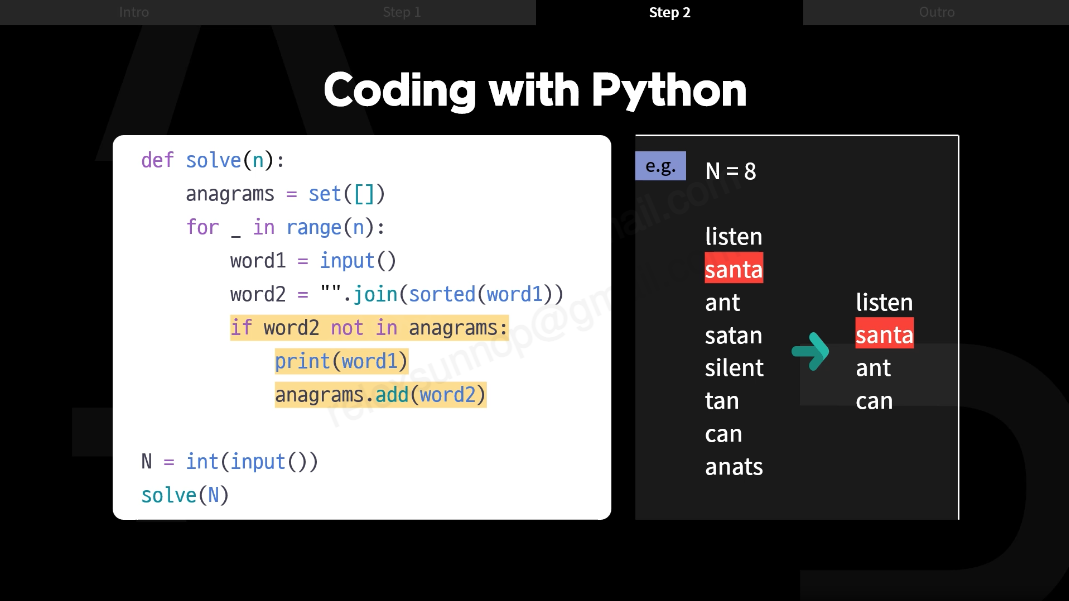 Intro
Step 1
Step 2
Outro
Coding with Python
def solve(n):
    anagrams = set([])
    for _ in range(n):
        word1 = input()
        word2 = "".join(sorted(word1))
        if word2 not in anagrams:
            print(word1)
            anagrams.add(word2)
N = int(input())
solve(N)
e.g.
N = 8
listen
santa
ant
satan
silent
tan
can
anats
listen
santa
ant
can